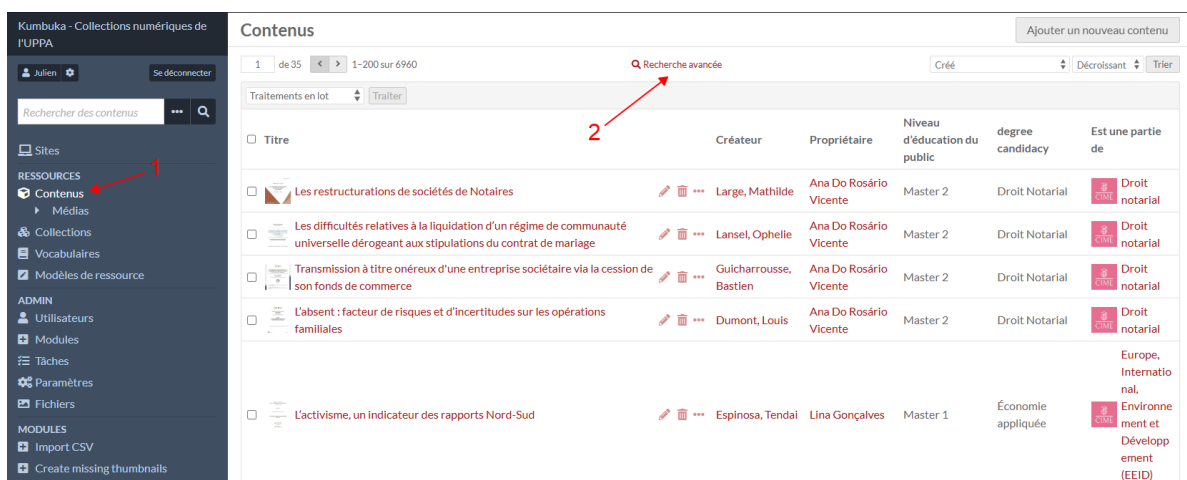 Kumbuka - Collections numériques de
l'UPPA
Julien
Se déconnecter
Rechercher des contenus
Sites
RESSOURCES
Contenus
Médias
Collections
Vocabulaires
Modèles de ressource
ADMIN
Utilisateurs
Modules
Tâches
Paramètres
Fichiers
MODULES
Import CSV
Create missing thumbnails
1
Contenus
Ajouter un nouveau contenu
1 de 35 < > 1–200 sur 6960
Recherche avancée
Créé
Décroissant
Trier
Traitements en lot
Traiter
2
Titre
Créateur
Propriétaire
Niveau
d'éducation du
public
degree
candidacy
Est une partie
de
Les restructurations de sociétés de Notaires
Large, Mathilde
Ana Do Rosário
Vicente
Master 2
Droit Notarial
CIME
Droit
notarial
Les difficultés relatives à la liquidation d'un régime de communauté
universelle dérogeant aux stipulations du contrat de mariage
Lansel, Ophelie
Ana Do Rosário
Vicente
Master 2
Droit Notarial
CIME
Droit
notarial
Transmission à titre onéreux d'une entreprise sociétaire via la cession de
son fonds de commerce
Guicharrousse,
Bastien
Ana Do Rosário
Vicente
Master 2
Droit Notarial
CIME
Droit
notarial
L'absent : facteur de risques et d'incertitudes sur les opérations
familiales
Dumont, Louis
Ana Do Rosário
Vicente
Master 2
Droit Notarial
CIME
Droit
notarial
L'activisme, un indicateur des rapports Nord-Sud
Espinosa, Tendai
Lina Gonçalves
Master 1
Économie
appliquée
CIME
Europe,
Internatio
nal,
Environne
ment et
Développ
ement
(EEID)